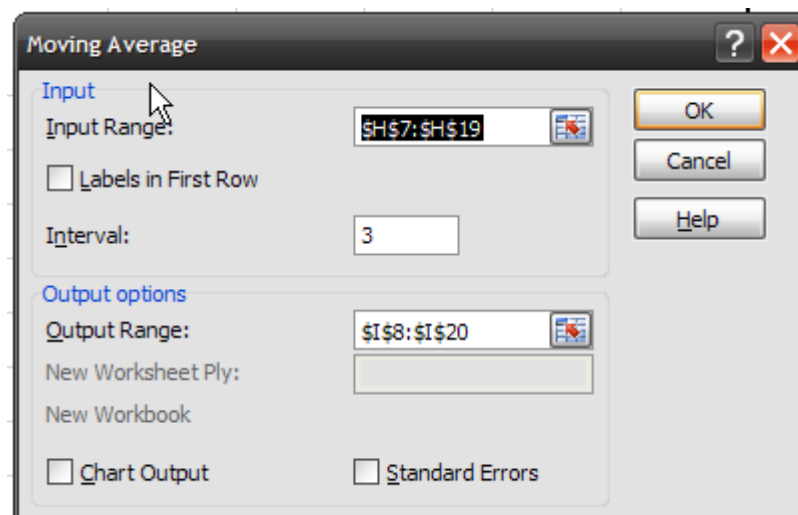 Moving Average
Input
Input Range: $H$7:$H$19
OK
Labels in First Row
Cancel
Interval: 3
Help
Output options
Output Range: $I$8:$I$20
New Worksheet Ply:
New Workbook
Chart Output Standard Errors